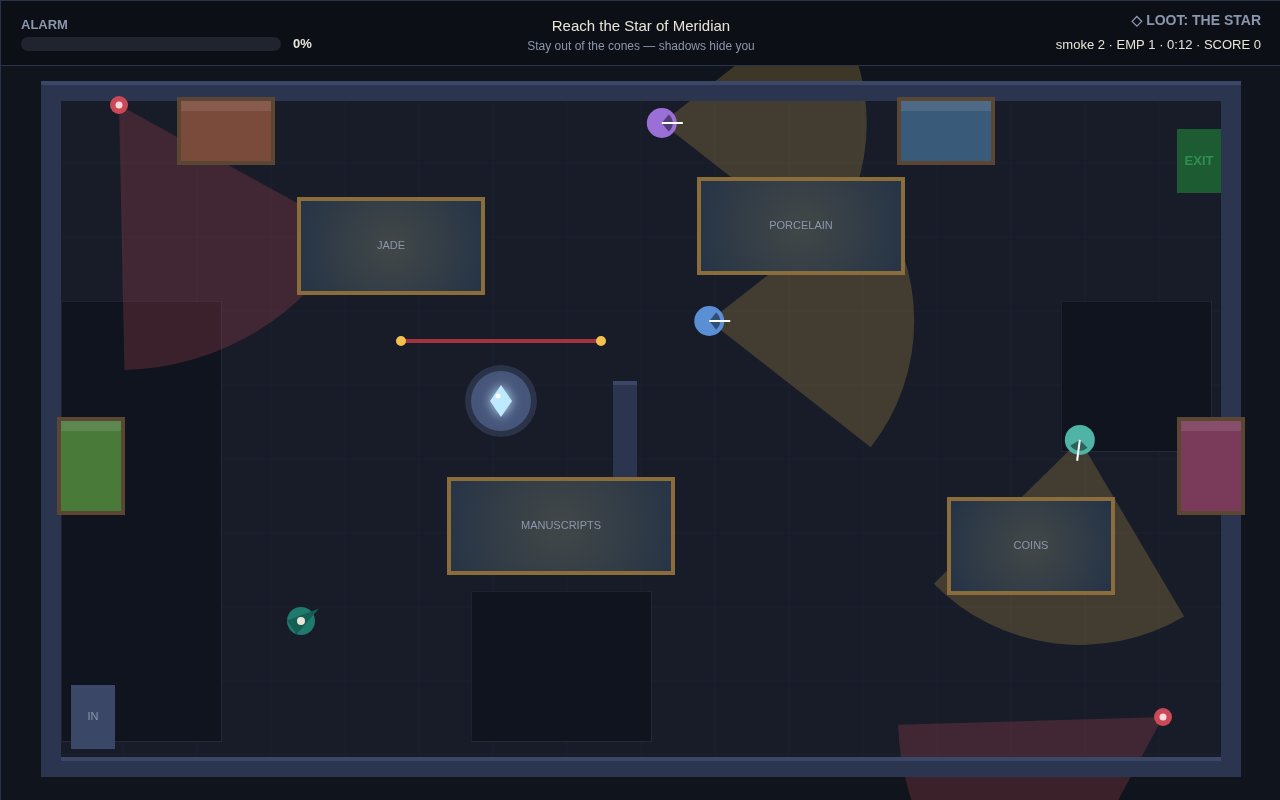 ALARM
0%
Reach the Star of Meridian
Stay out of the cones — shadows hide you
◇ LOOT: THE STAR
smoke 2 · EMP 1 · 0:12 · SCORE 0
EXIT
PORCELAIN
JADE
MANUSCRIPTS
COINS
IN